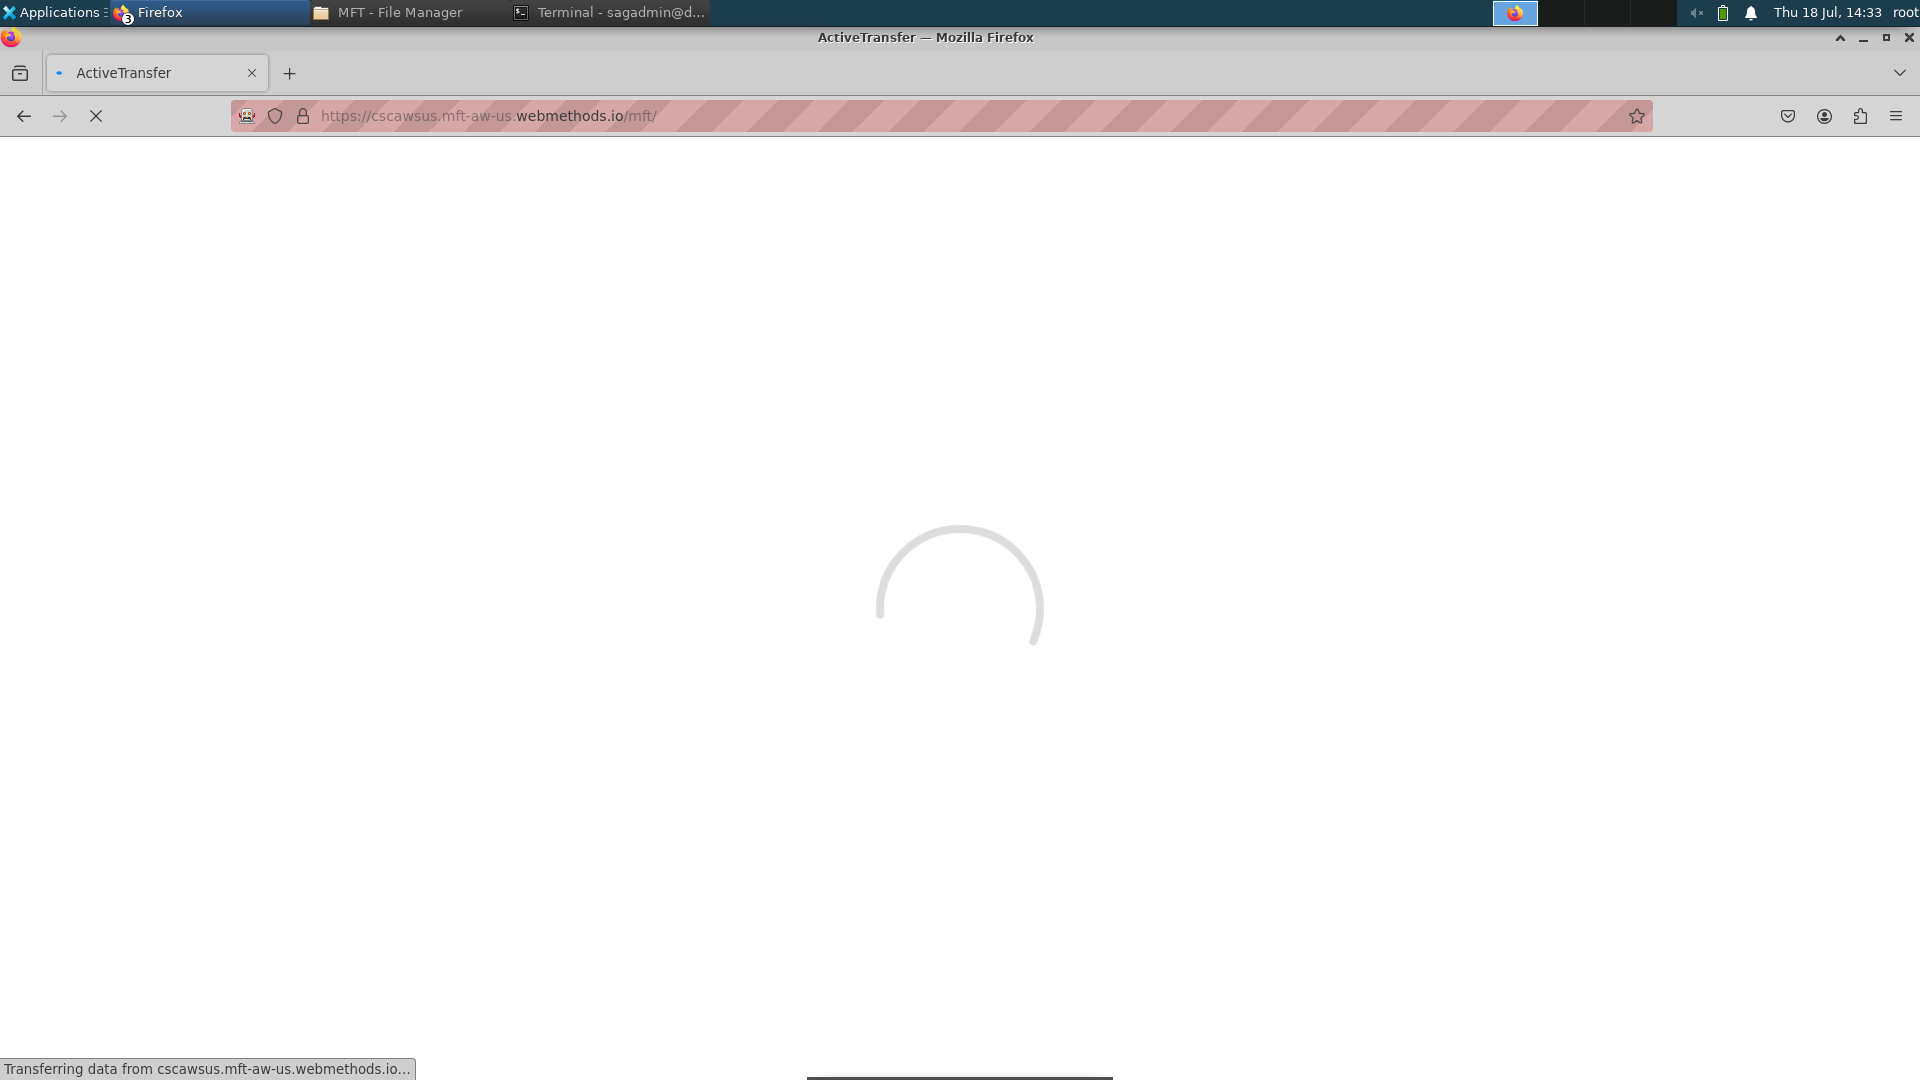 Applications
Firefox
3
MFT - File Manager
Terminal - sagadmin@d...
Thu 18 Jul, 14:33
root
ActiveTransfer — Mozilla Firefox
ActiveTransfer
https://cscawsus.mft-aw-us.webmethods.io/mft/
Transferring data from cscawsus.mft-aw-us.webmethods.io…